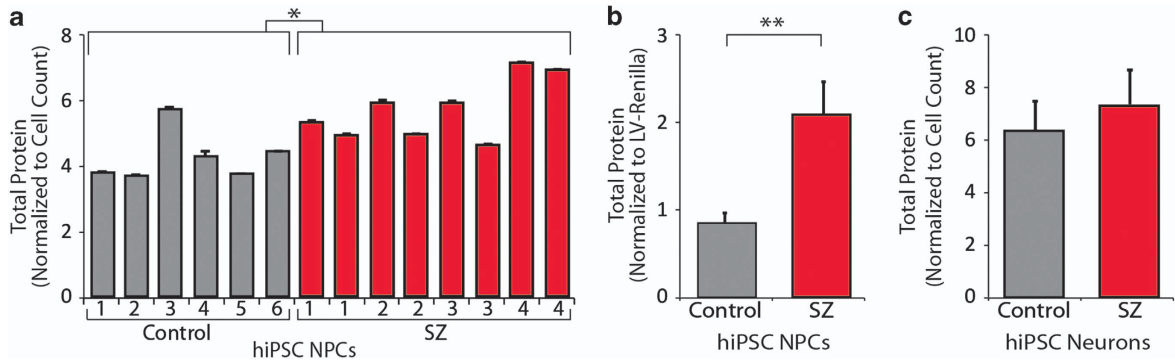 a
*
8
6
4
2
0
Total Protein
(Normalized to Cell Count)
1 2 3 4 5 6 1 1 2 2 3 3 4 4
Control SZ
hiPSC NPCs
b
**
3
2
1
0
Total Protein
(Normalized to LV-Renilla)
Control SZ
hiPSC NPCs
c
10
8
6
4
2
0
Total Protein
(Normalized to Cell Count)
Control SZ
hiPSC Neurons